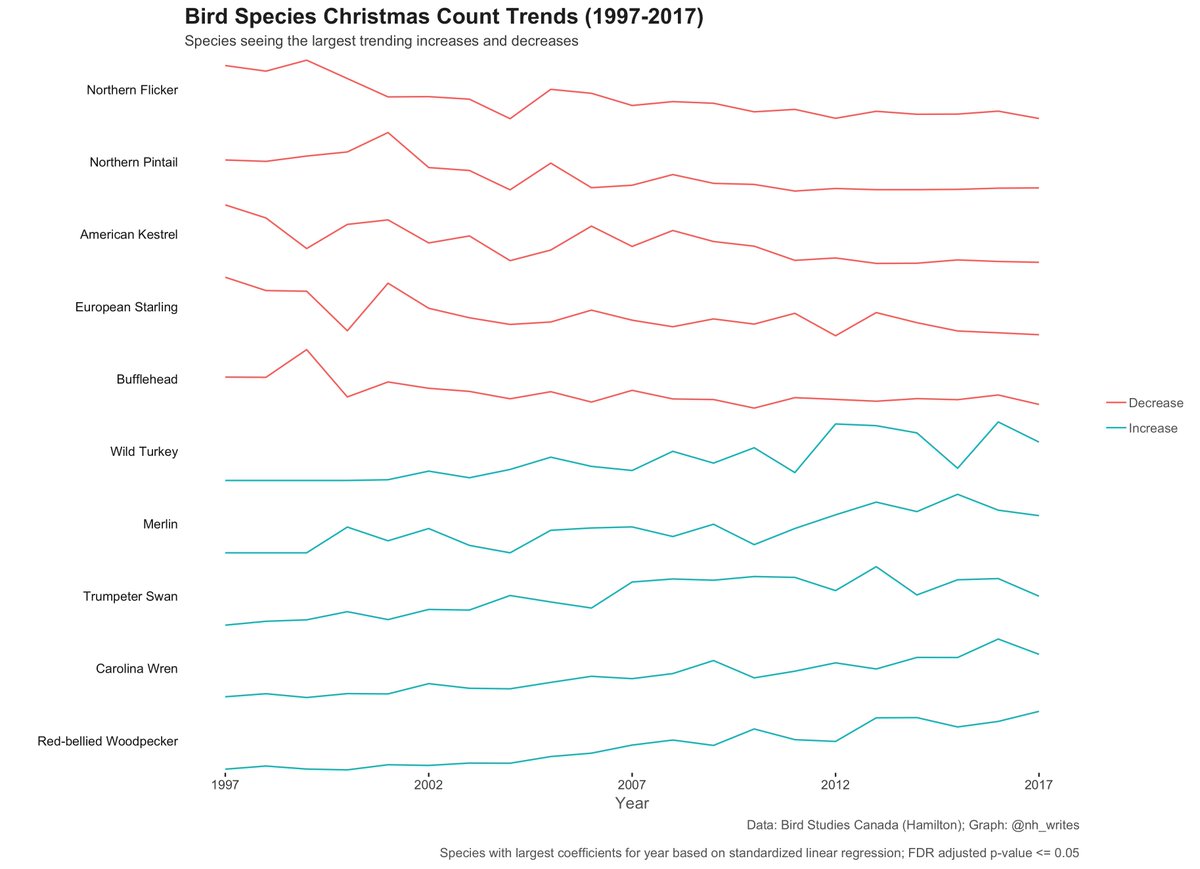 Bird Species Christmas Count Trends (1997-2017)
Species seeing the largest trending increases and decreases
Northern Flicker
Northern Pintail
American Kestrel
European Starling
Bufflehead
Decrease
Increase
Wild Turkey
Merlin
Trumpeter Swan
Carolina Wren
Red-bellied Woodpecker
1997 2002 2007 2012 2017
Year
Data: Bird Studies Canada (Hamilton); Graph: @nh_writes
Species with largest coefficients for year based on standardized linear regression; FDR adjusted p-value <= 0.05